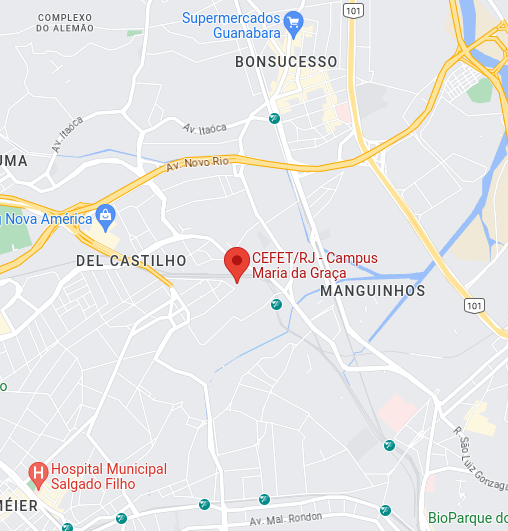 COMPLEXO
DO ALEMÃO
Supermercados
Guanabara
101
BONSUCESSO
Av. Itaóca
Av. Itaóca
UMA
Av. Novo Rio
g Nova América
DEL CASTILHO
CEFET/RJ - Campus
Maria da Graça
MANGUINHOS
101
o
R. São Luiz Gonzaga
H
Hospital Municipal
Salgado Filho
MÉIER
Av. Mal. Rondon
BioParque do